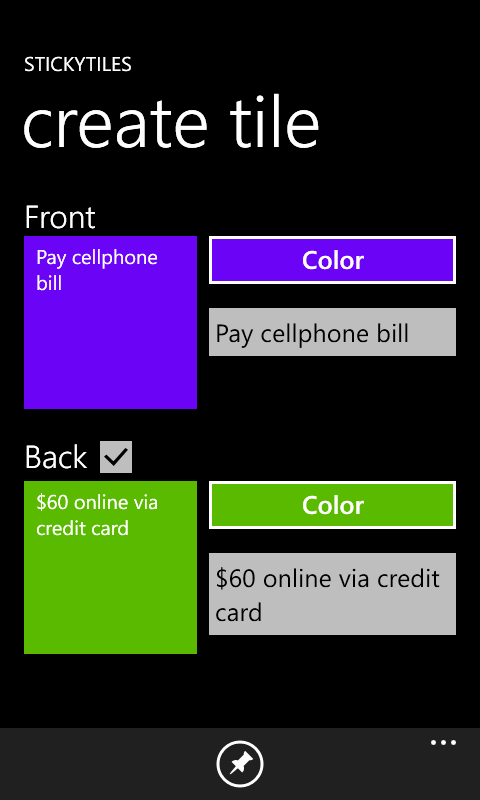 STICKYTILES
create tile
Front
Pay cellphone
bill
Color
Pay cellphone bill
Back
$60 online via
credit card
Color
$60 online via credit
card